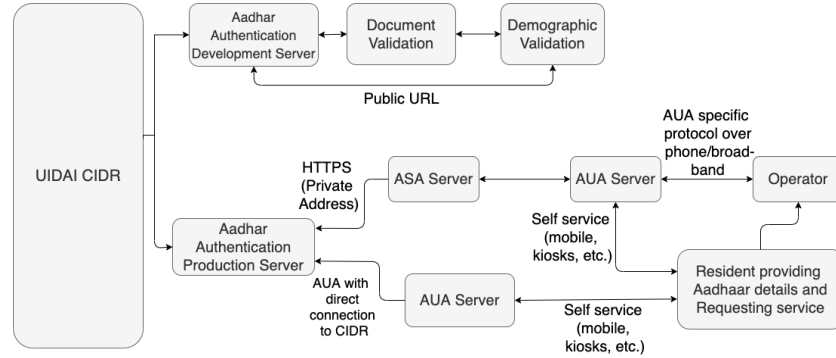 Aadhar
Authentication
Development Server
Document
Validation
Demographic
Validation
Public URL
UIDAI CIDR
AUA specific
protocol over
phone/broad-
band
HTTPS
(Private
Address)
ASA Server
AUA Server
Operator
Aadhar
Authentication
Production Server
Self service
(mobile,
kiosks, etc.)
Resident providing
Aadhaar details and
Requesting service
AUA with
direct
connection
to CIDR
AUA Server
Self service
(mobile,
kiosks, etc.)